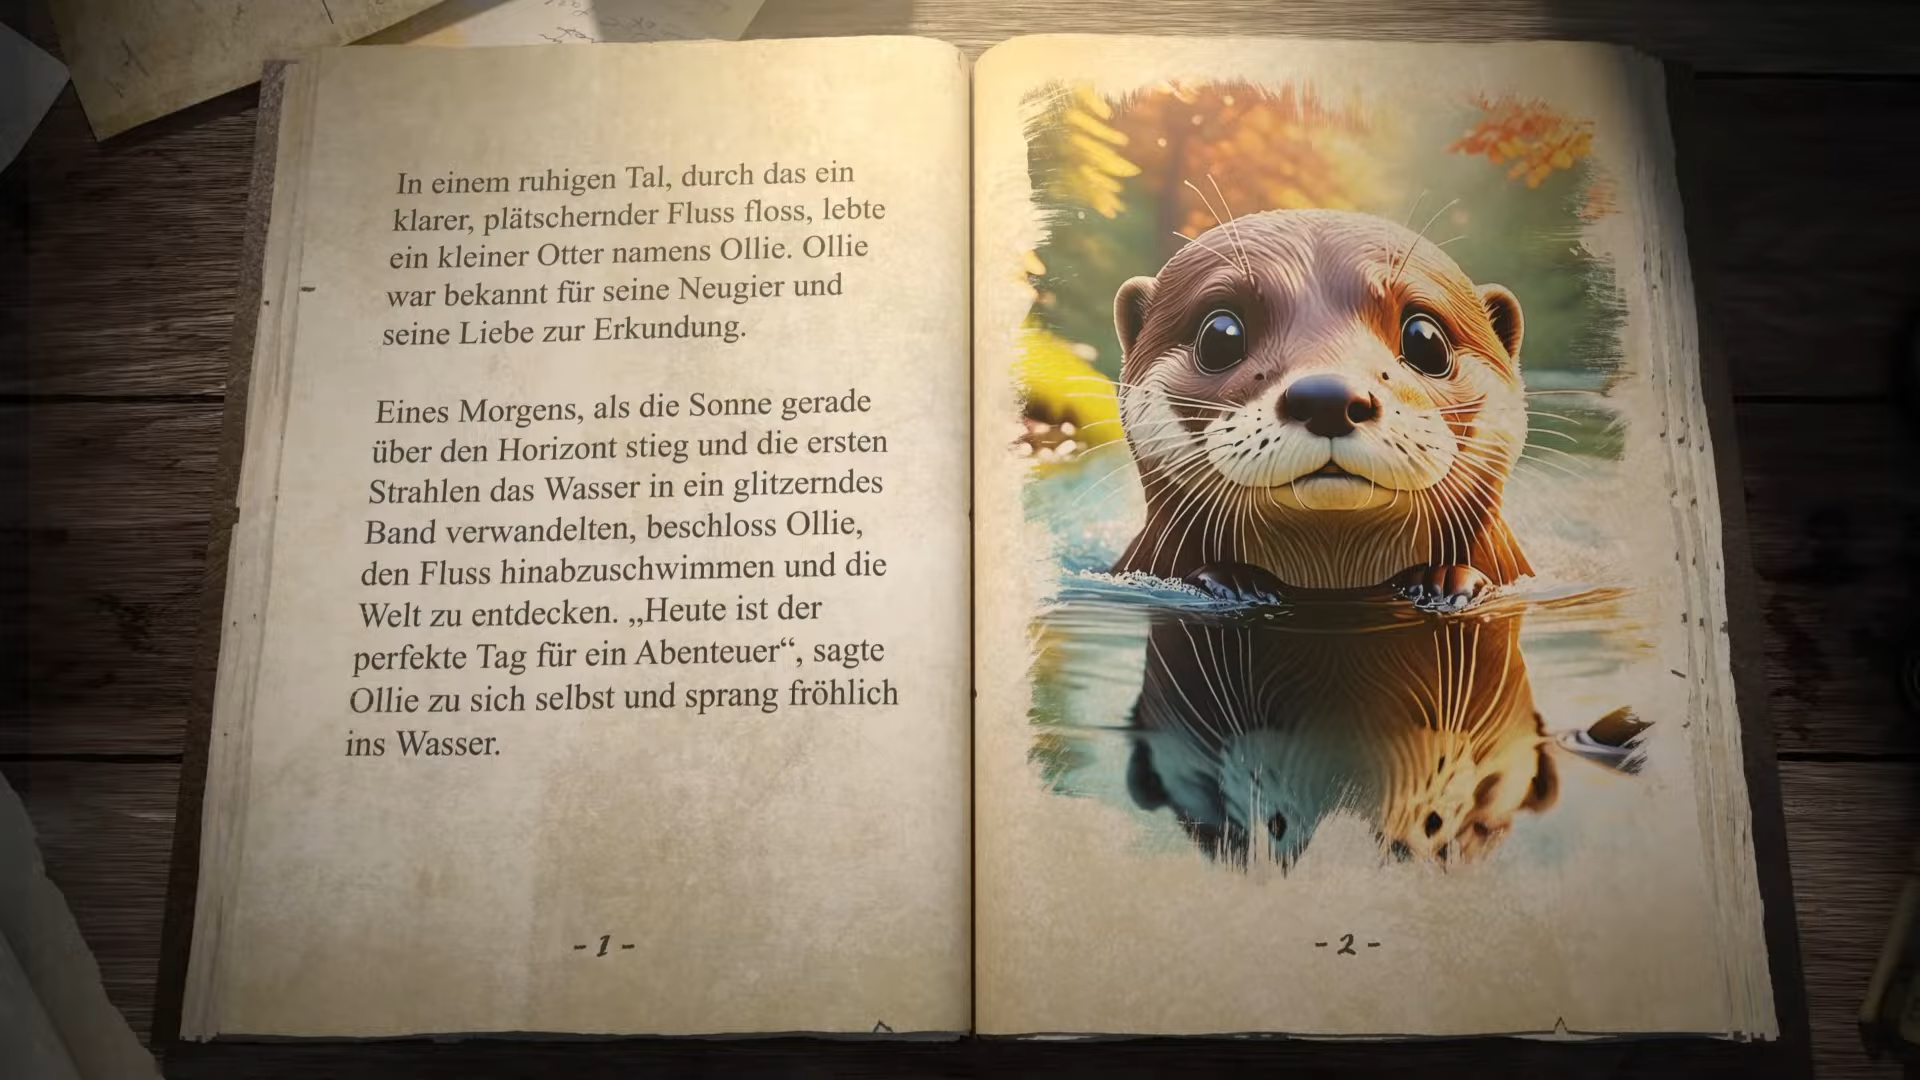 In einem ruhigen Tal, durch das ein
klarer, plätschernder Fluss floss, lebte
ein kleiner Otter namens Ollie. Ollie
war bekannt für seine Neugier und
seine Liebe zur Erkundung.
Eines Morgens, als die Sonne gerade
über den Horizont stieg und die ersten
Strahlen das Wasser in ein glitzerndes
Band verwandelten, beschloss Ollie,
den Fluss hinabzuschwimmen und die
Welt zu entdecken. „Heute ist der
perfekte Tag für ein Abenteuer“, sagte
Ollie zu sich selbst und sprang fröhlich
ins Wasser.
- 1 -
- 2 -